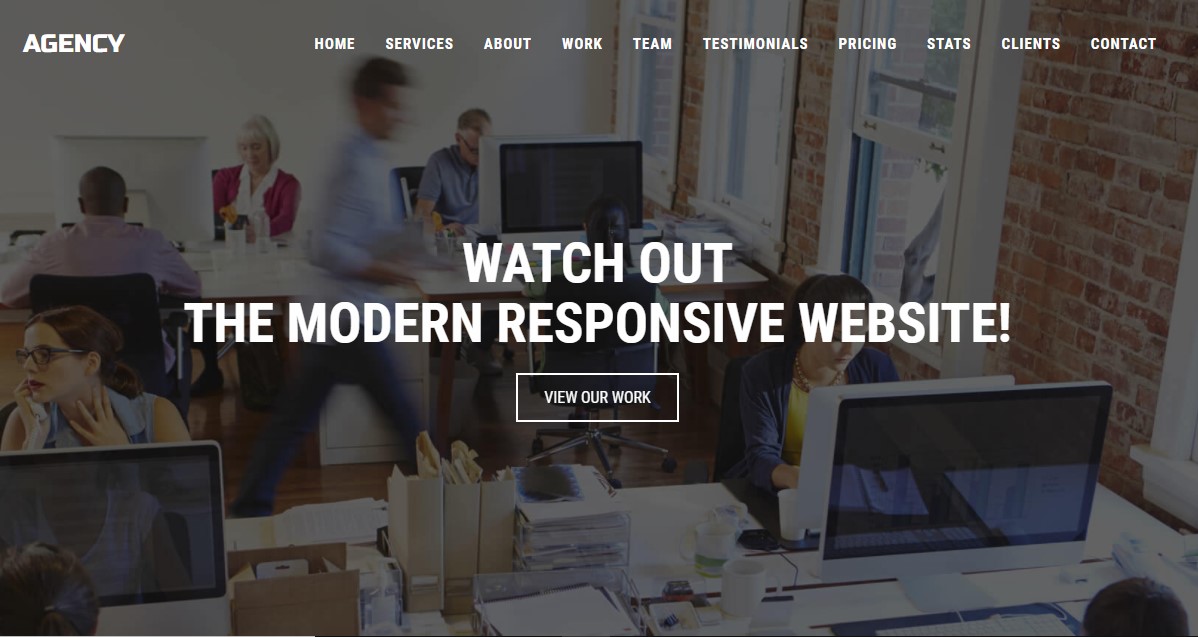 AGENCY
HOME SERVICES ABOUT WORK TEAM TESTIMONIALS PRICING STATS CLIENTS CONTACT
WATCH OUT
THE MODERN RESPONSIVE WEBSITE!
VIEW OUR WORK